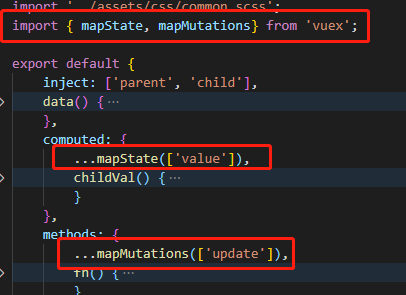 import '../assets/css/common.scss';
import { mapState, mapMutations} from 'vuex';
export default {
inject: ['parent', 'child'],
data() {···
},
computed: {
...mapState(['value']),
childVal() {···
}
},
methods: {
...mapMutations(['update']),
fn() {···
}